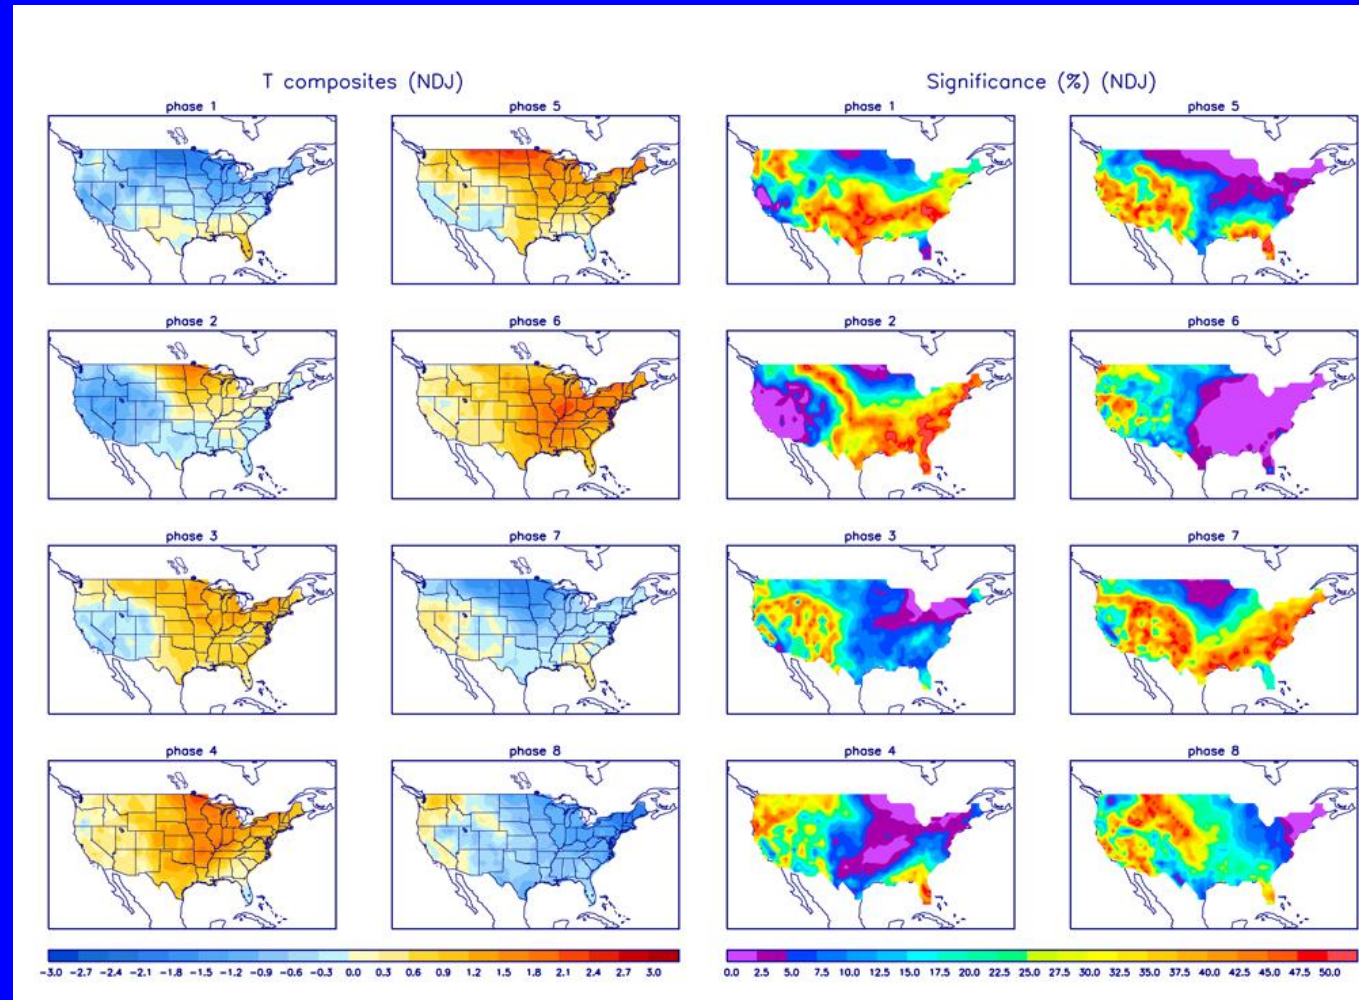 T composites (NDJ) Significance (%) (NDJ)
phase 1 phase 5 phase 1 phase 5
phase 2 phase 6 phase 2 phase 6
phase 3 phase 7 phase 3 phase 7
phase 4 phase 8 phase 4 phase 8
-3.0 -2.7 -2.4 -2.1 -1.8 -1.5 -1.2 -0.9 -0.6 -0.3 0.0 0.3 0.6 0.9 1.2 1.5 1.8 2.1 2.4 2.7 3.0 0.0 2.5 5.0 7.5 10.0 12.5 15.0 17.5 20.0 22.5 25.0 27.5 30.0 32.5 35.0 37.5 40.0 42.5 45.0 47.5 50.0